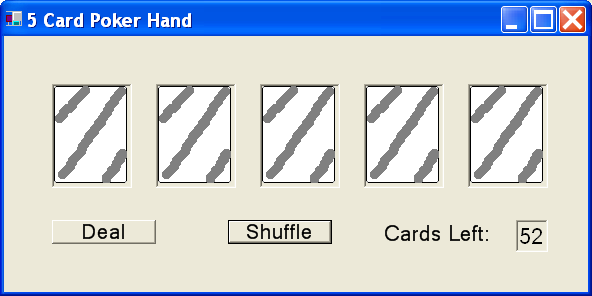 5 Card Poker Hand
Deal
Shuffle
Cards Left:
52